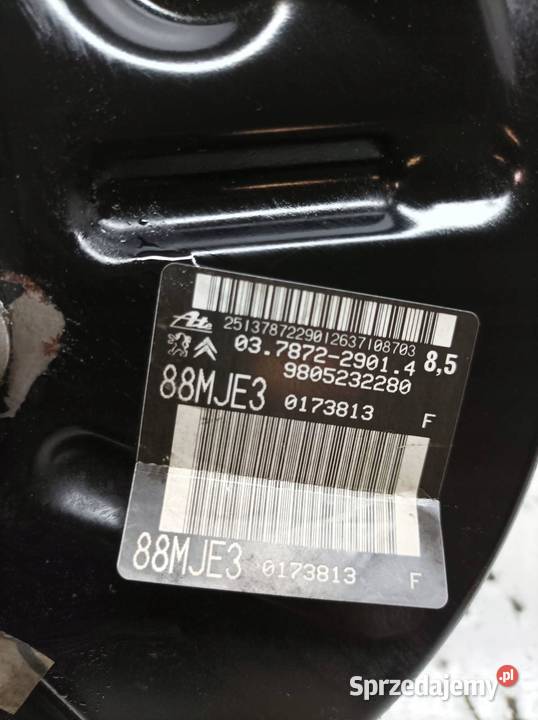 Ate 2513787229012637108703
03.7872-2901.4 8,5
9805232280
88MJE3 0173813 F
88MJE3 0173813 F
Sprzedajemy.pl